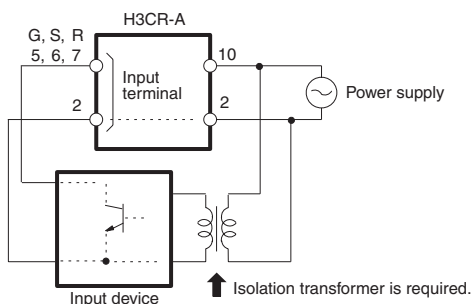 H3CR-A
G, S, R
5, 6, 7
10
Input
terminal
2
2
Power supply
Isolation transformer is required.
Input device